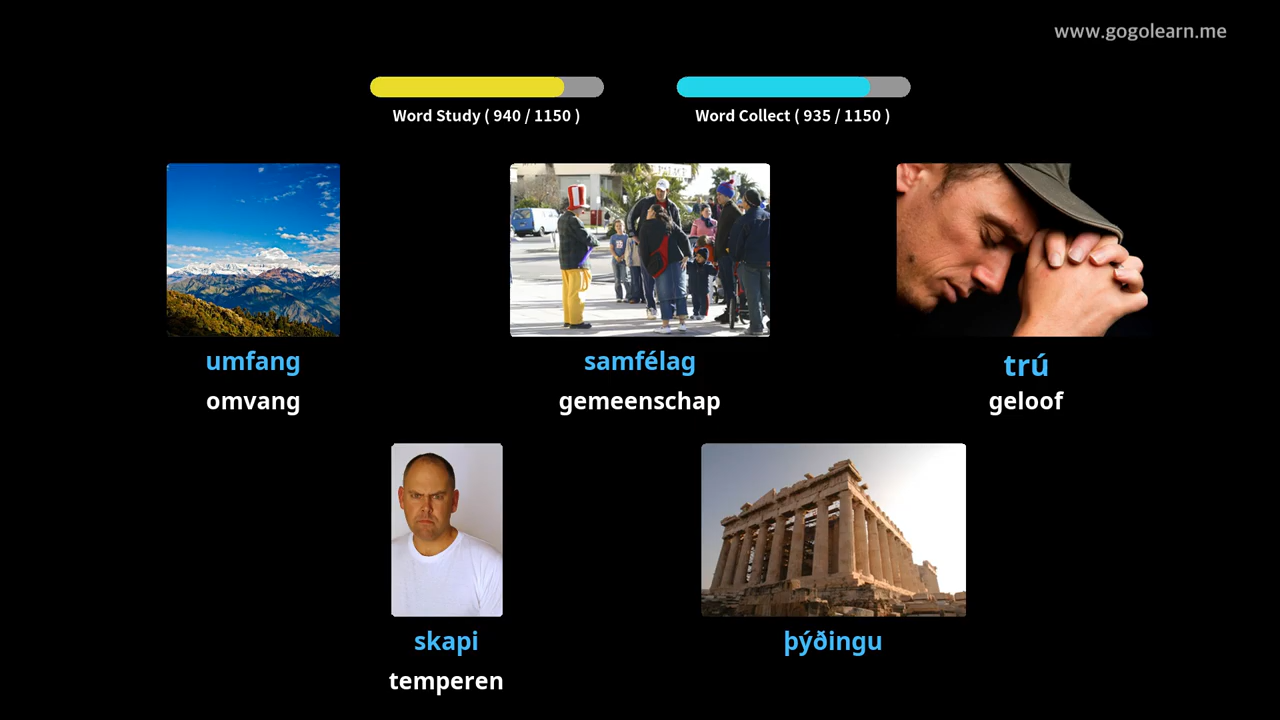 www.gogolearn.me
Word Study ( 940 / 1150 )
Word Collect ( 935 / 1150 )
umfang
omvang
samfélag
gemeenschap
trú
geloof
skapi
temperen
þýðingu